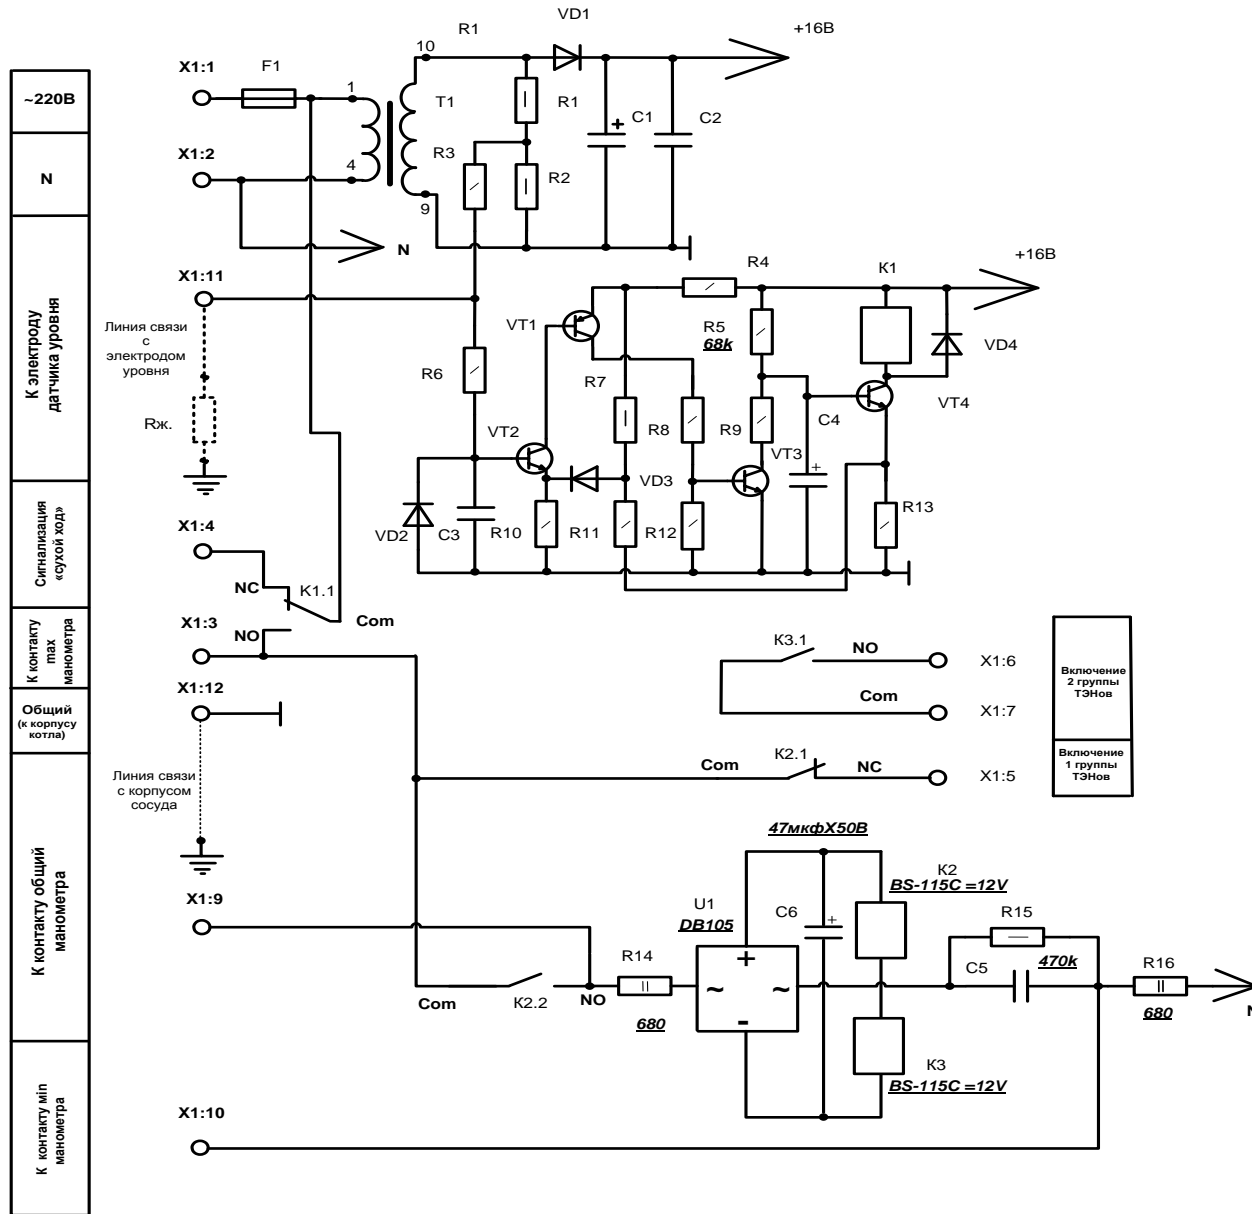 ~220В
N
К электроду
датчика уровня
Сигнализация
«сухой ход»
К контакту
max
манометра
Общий
(к корпусу
котла)
К контакту общий
манометра
К контакту min
манометра
X1:1
F1
1
4
10
9
T1
R1
VD1
+16В
R1
C1
C2
R3
R2
X1:2
N
X1:11
Линия связи
с
электродом
уровня
Rж.
R4
K1
+16В
VT1
R5
68k
VD4
R6
R7
VT4
R8
R9
C4
VT2
VT3
VD3
VD2
C3
R10
R11
R12
R13
X1:4
NC
K1.1
Com
X1:3
NO
X1:12
Линия связи
с корпусом
сосуда
K3.1
NO
X1:6
Com
X1:7
Com
K2.1
NC
X1:5
Включение
2 группы
ТЭНов
Включение
1 группы
ТЭНов
47мкфX50В
K2
BS-115C =12V
U1
DB105
C6
+
R15
470k
C5
X1:9
R14
680
Com
K2.2
NO
~
+
~
-
R16
680
N
K3
BS-115C =12V
X1:10